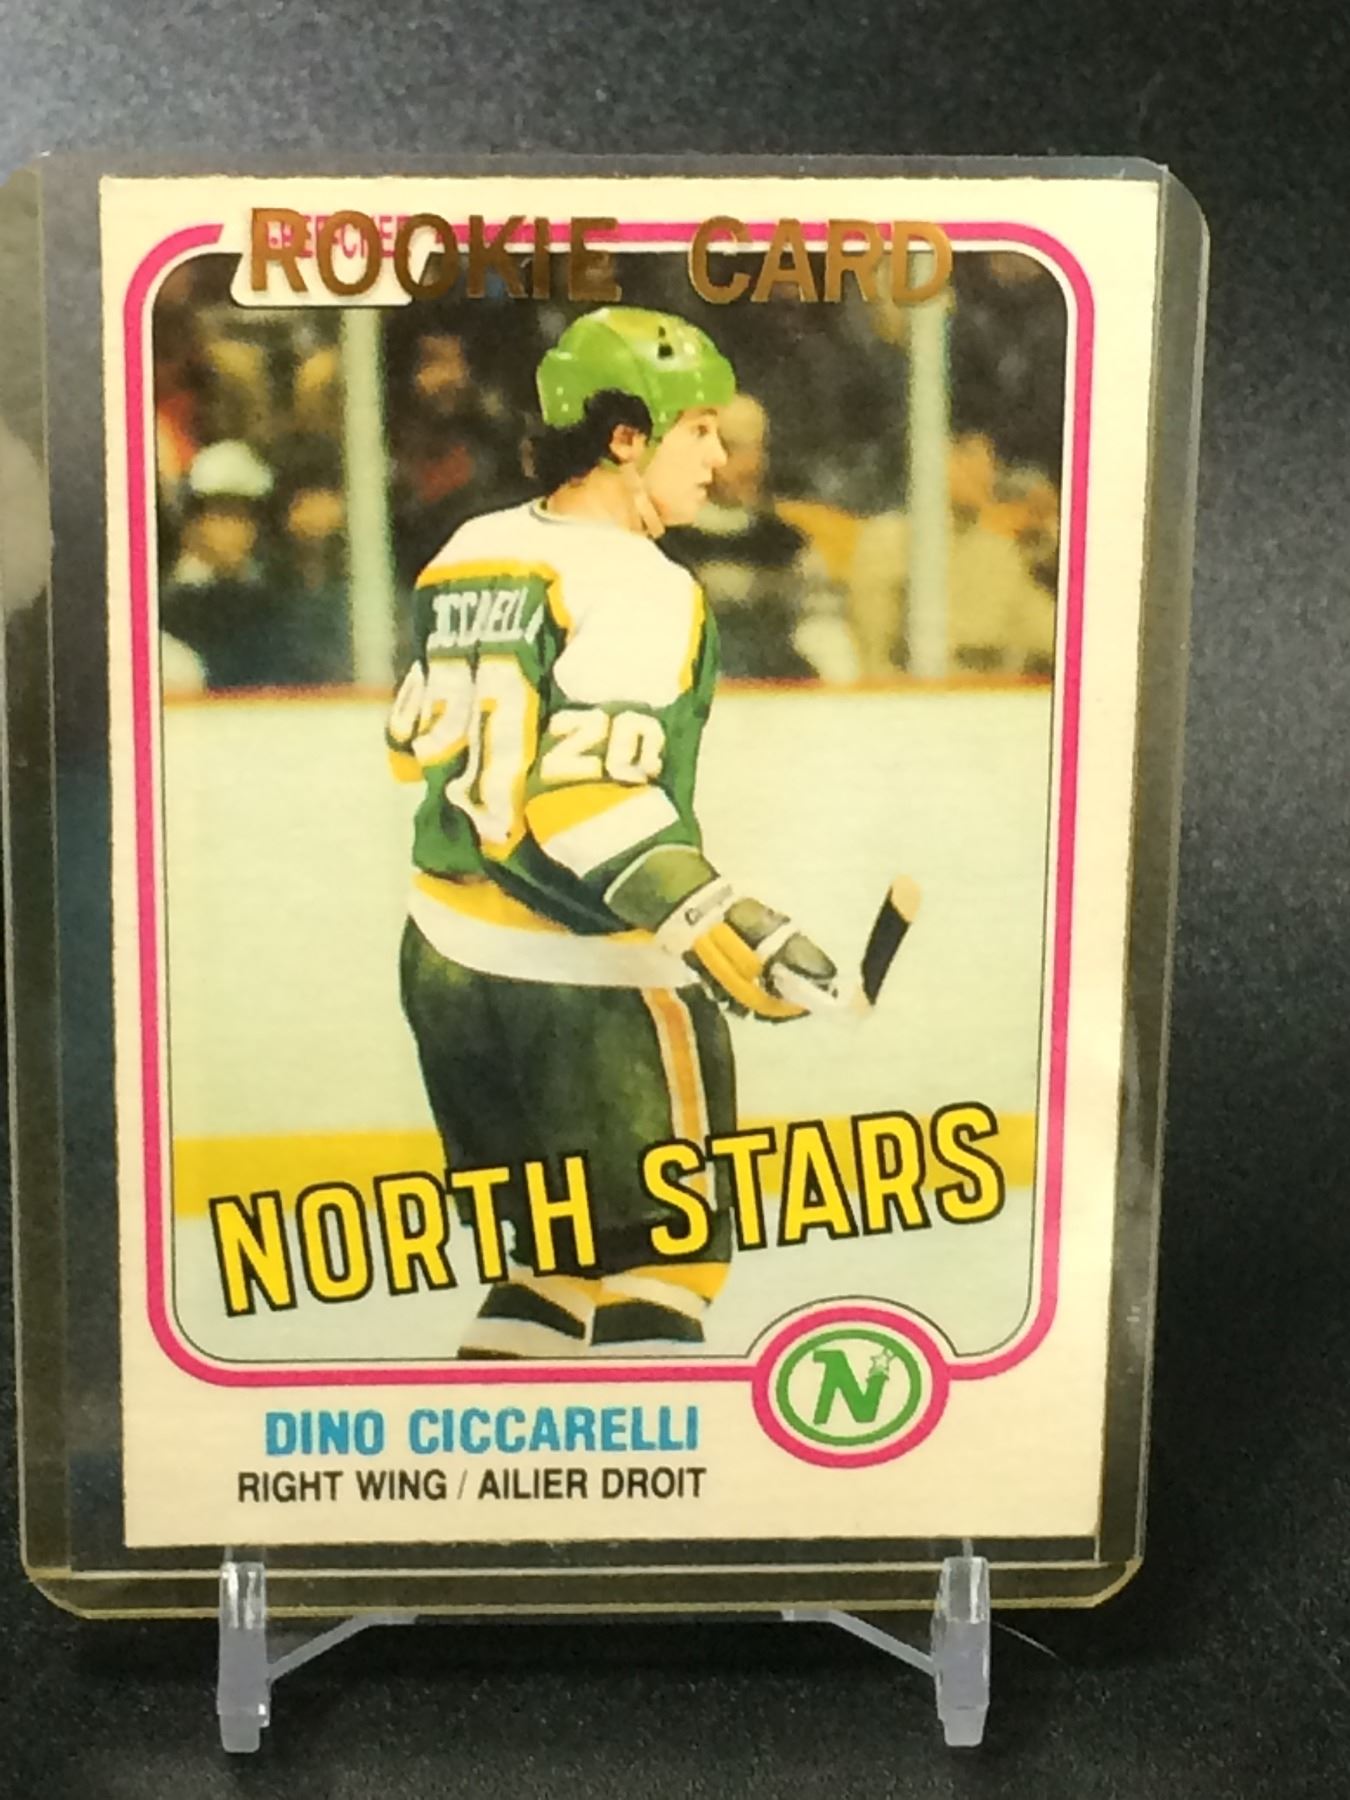 ROOKIE CARD
CICCARELLI
20
20
NORTH STARS
N
DINO CICCARELLI
RIGHT WING / AILIER DROIT